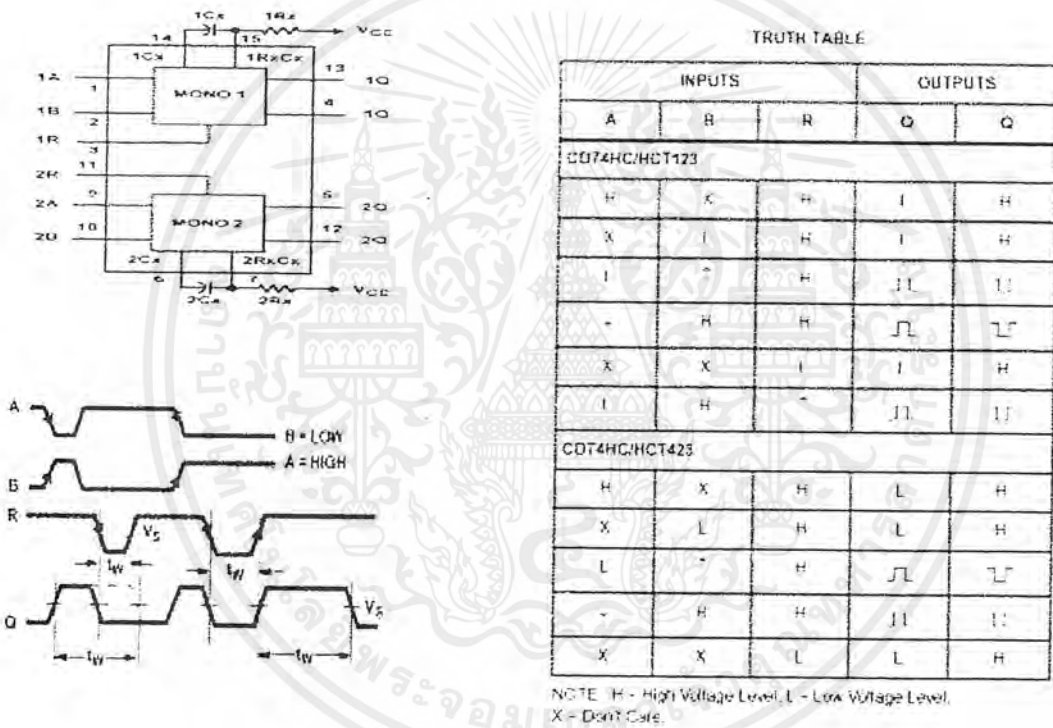 1Cx 1Rx
14 15 VCC
1Cx 1RxCx
1A 13 1Q
1 MONO 1
1B 4 1Q
2
1R
3
11
2R
9 5
2A 2Q
MONO 2
10 12 2Q
2Cx 2RxCx
6 7
2Cx 2Rx
A
B = LOW
A = HIGH
B
R VS
tW tW
VS
Q
tW tW
TRUTH TABLE
INPUTS OUTPUTS
A B R Q Q
CD74HC/HCT123
H X H H
X H H
H
H H
X X H
H
CD74HC/HCT423
H X H L H
X L H L H
L H
H H
X X L L H
NOTE H - High Voltage Level, L - Low Voltage Level,
X - Don't Care.